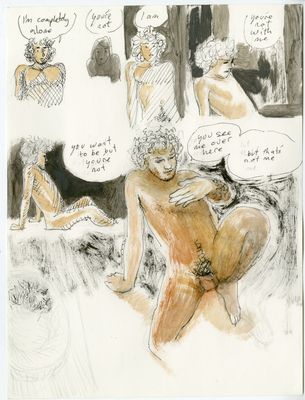 I'm completely
alone
you're
not
I am
you're
not with
me
you want
to be but
you're
not
you see
me over
here
but that's
not me